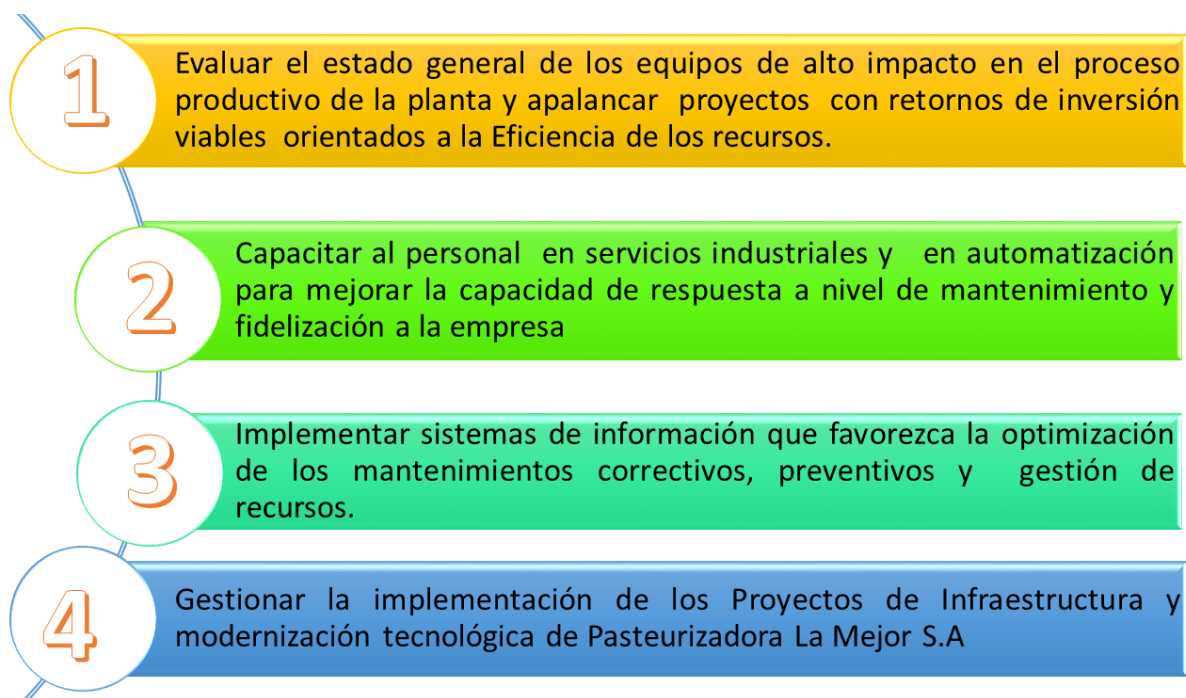 1
Evaluar el estado general de los equipos de alto impacto en el proceso
productivo de la planta y apalancar proyectos con retornos de inversión
viables orientados a la Eficiencia de los recursos.
2
Capacitar al personal en servicios industriales y en automatización
para mejorar la capacidad de respuesta a nivel de mantenimiento y
fidelización a la empresa
3
Implementar sistemas de información que favorezca la optimización
de los mantenimientos correctivos, preventivos y gestión de
recursos.
4
Gestionar la implementación de los Proyectos de Infraestructura y
modernización tecnológica de Pasteurizadora La Mejor S.A